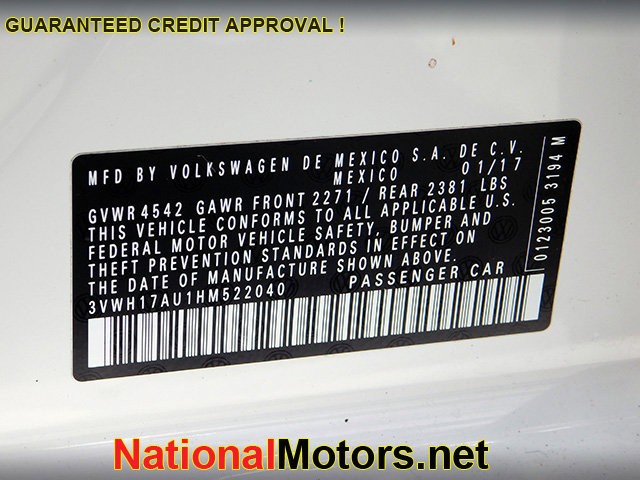 GUARANTEED CREDIT APPROVAL !
MFD BY VOLKSWAGEN DE MEXICO S.A. DE C.V.
MEXICO 01/17
GVWR 4542 GAWR FRONT 2271 / REAR 2381 LBS
THIS VEHICLE CONFORMS TO ALL APPLICABLE U.S.
FEDERAL MOTOR VEHICLE SAFETY, BUMPER AND
THEFT PREVENTION STANDARDS IN EFFECT ON
THE DATE OF MANUFACTURE SHOWN ABOVE.
3VWH17AU1HM522040 PASSENGER CAR
0123005 3194 M
NationalMotors.net